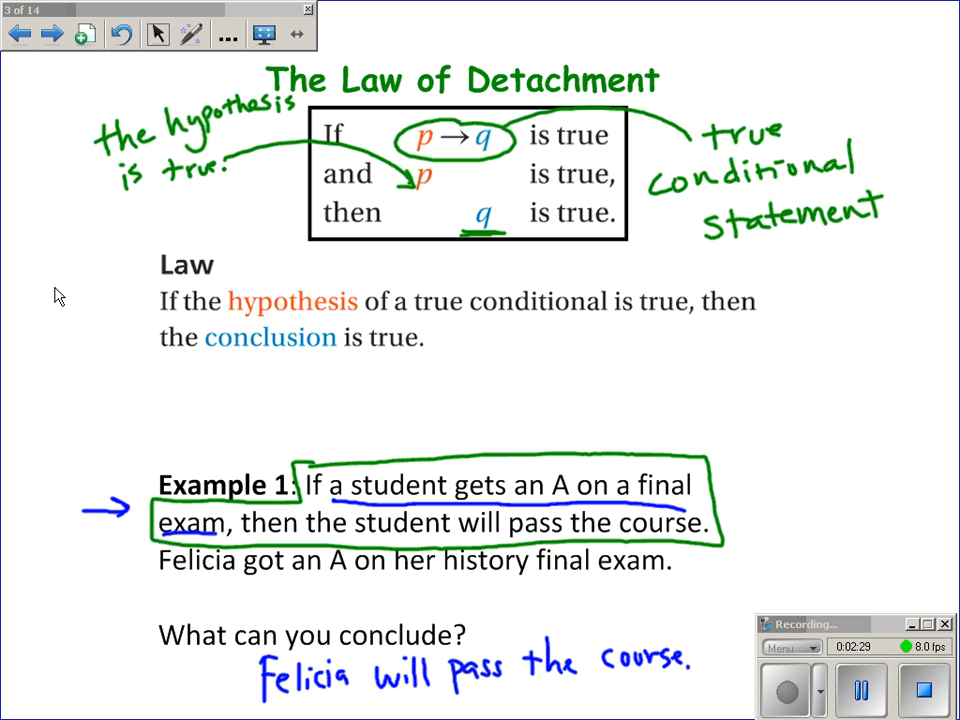 3 of 14
The Law of Detachment
the hypothesis
is true.
If p → q is true
and p is true,
then q is true.
true
conditional
statement
Law
If the hypothesis of a true conditional is true, then
the conclusion is true.
Example 1: If a student gets an A on a final
exam, then the student will pass the course.
Felicia got an A on her history final exam.
What can you conclude?
Felicia will pass the course.
Recording...
Menu 0:02:29 8.0 fps